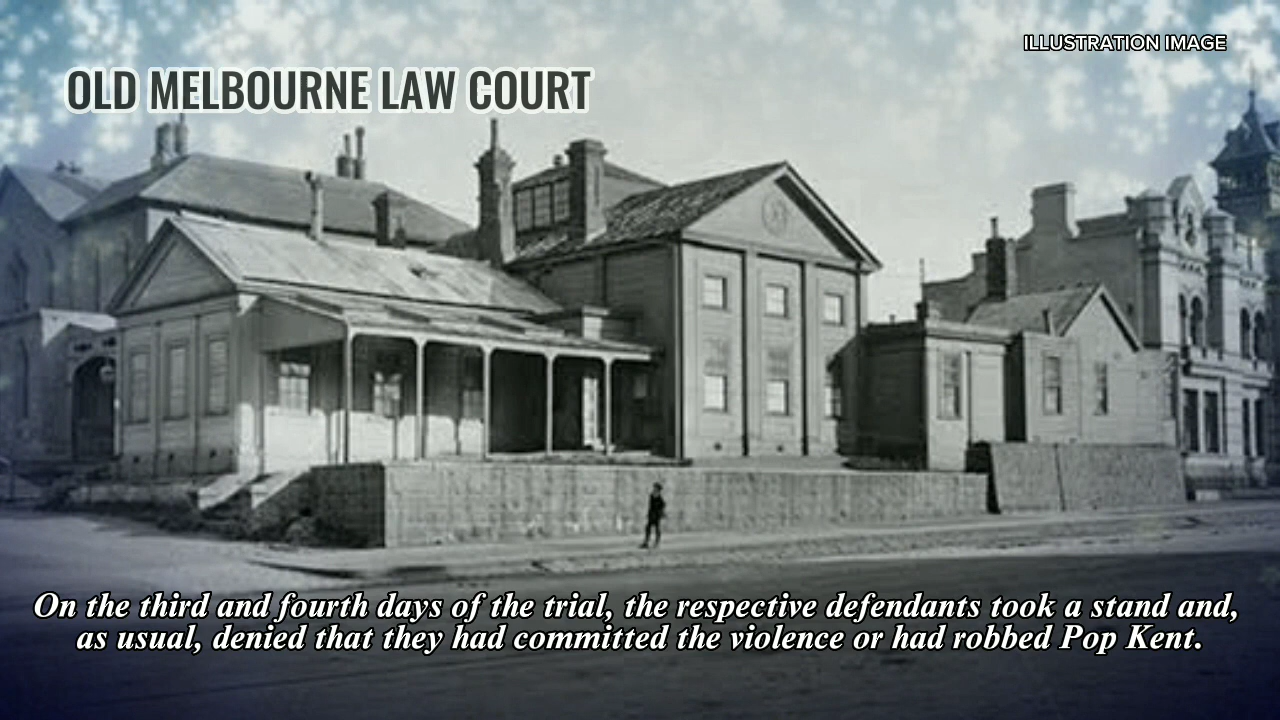 ILLUSTRATION IMAGE
OLD MELBOURNE LAW COURT
On the third and fourth days of the trial, the respective defendants took a stand and,
as usual, denied that they had committed the violence or had robbed Pop Kent.